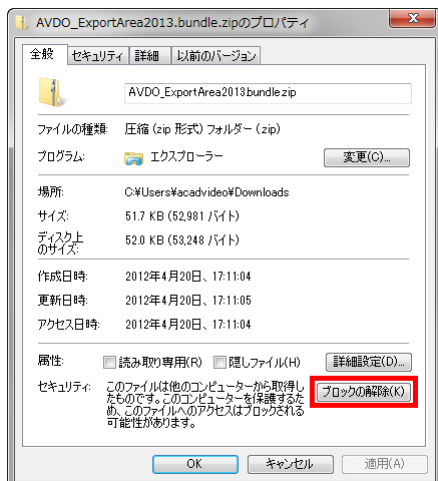 AVDO_ExportArea2013.bundle.zipのプロパティ
全般 セキュリティ 詳細 以前のバージョン
AVDO_ExportArea2013.bundle.zip
ファイルの種類: 圧縮 (zip 形式) フォルダー (zip)
プログラム: エクスプローラー 変更(C)...
場所: C:¥Users¥acadvideo¥Downloads
サイズ: 51.7 KB (52,981 バイト)
ディスク上
のサイズ: 52.0 KB (53,248 バイト)
作成日時: 2012年4月20日、17:11:04
更新日時: 2012年4月20日、17:11:05
アクセス日時: 2012年4月20日、17:11:04
属性: 読み取り専用(R) 隠しファイル(H) 詳細設定(D)...
セキュリティ: このファイルは他のコンピューターから取得し
たものです。このコンピューターを保護するた
め、このファイルへのアクセスはブロックされる
可能性があります。
ブロックの解除(K)
OK キャンセル 適用(A)